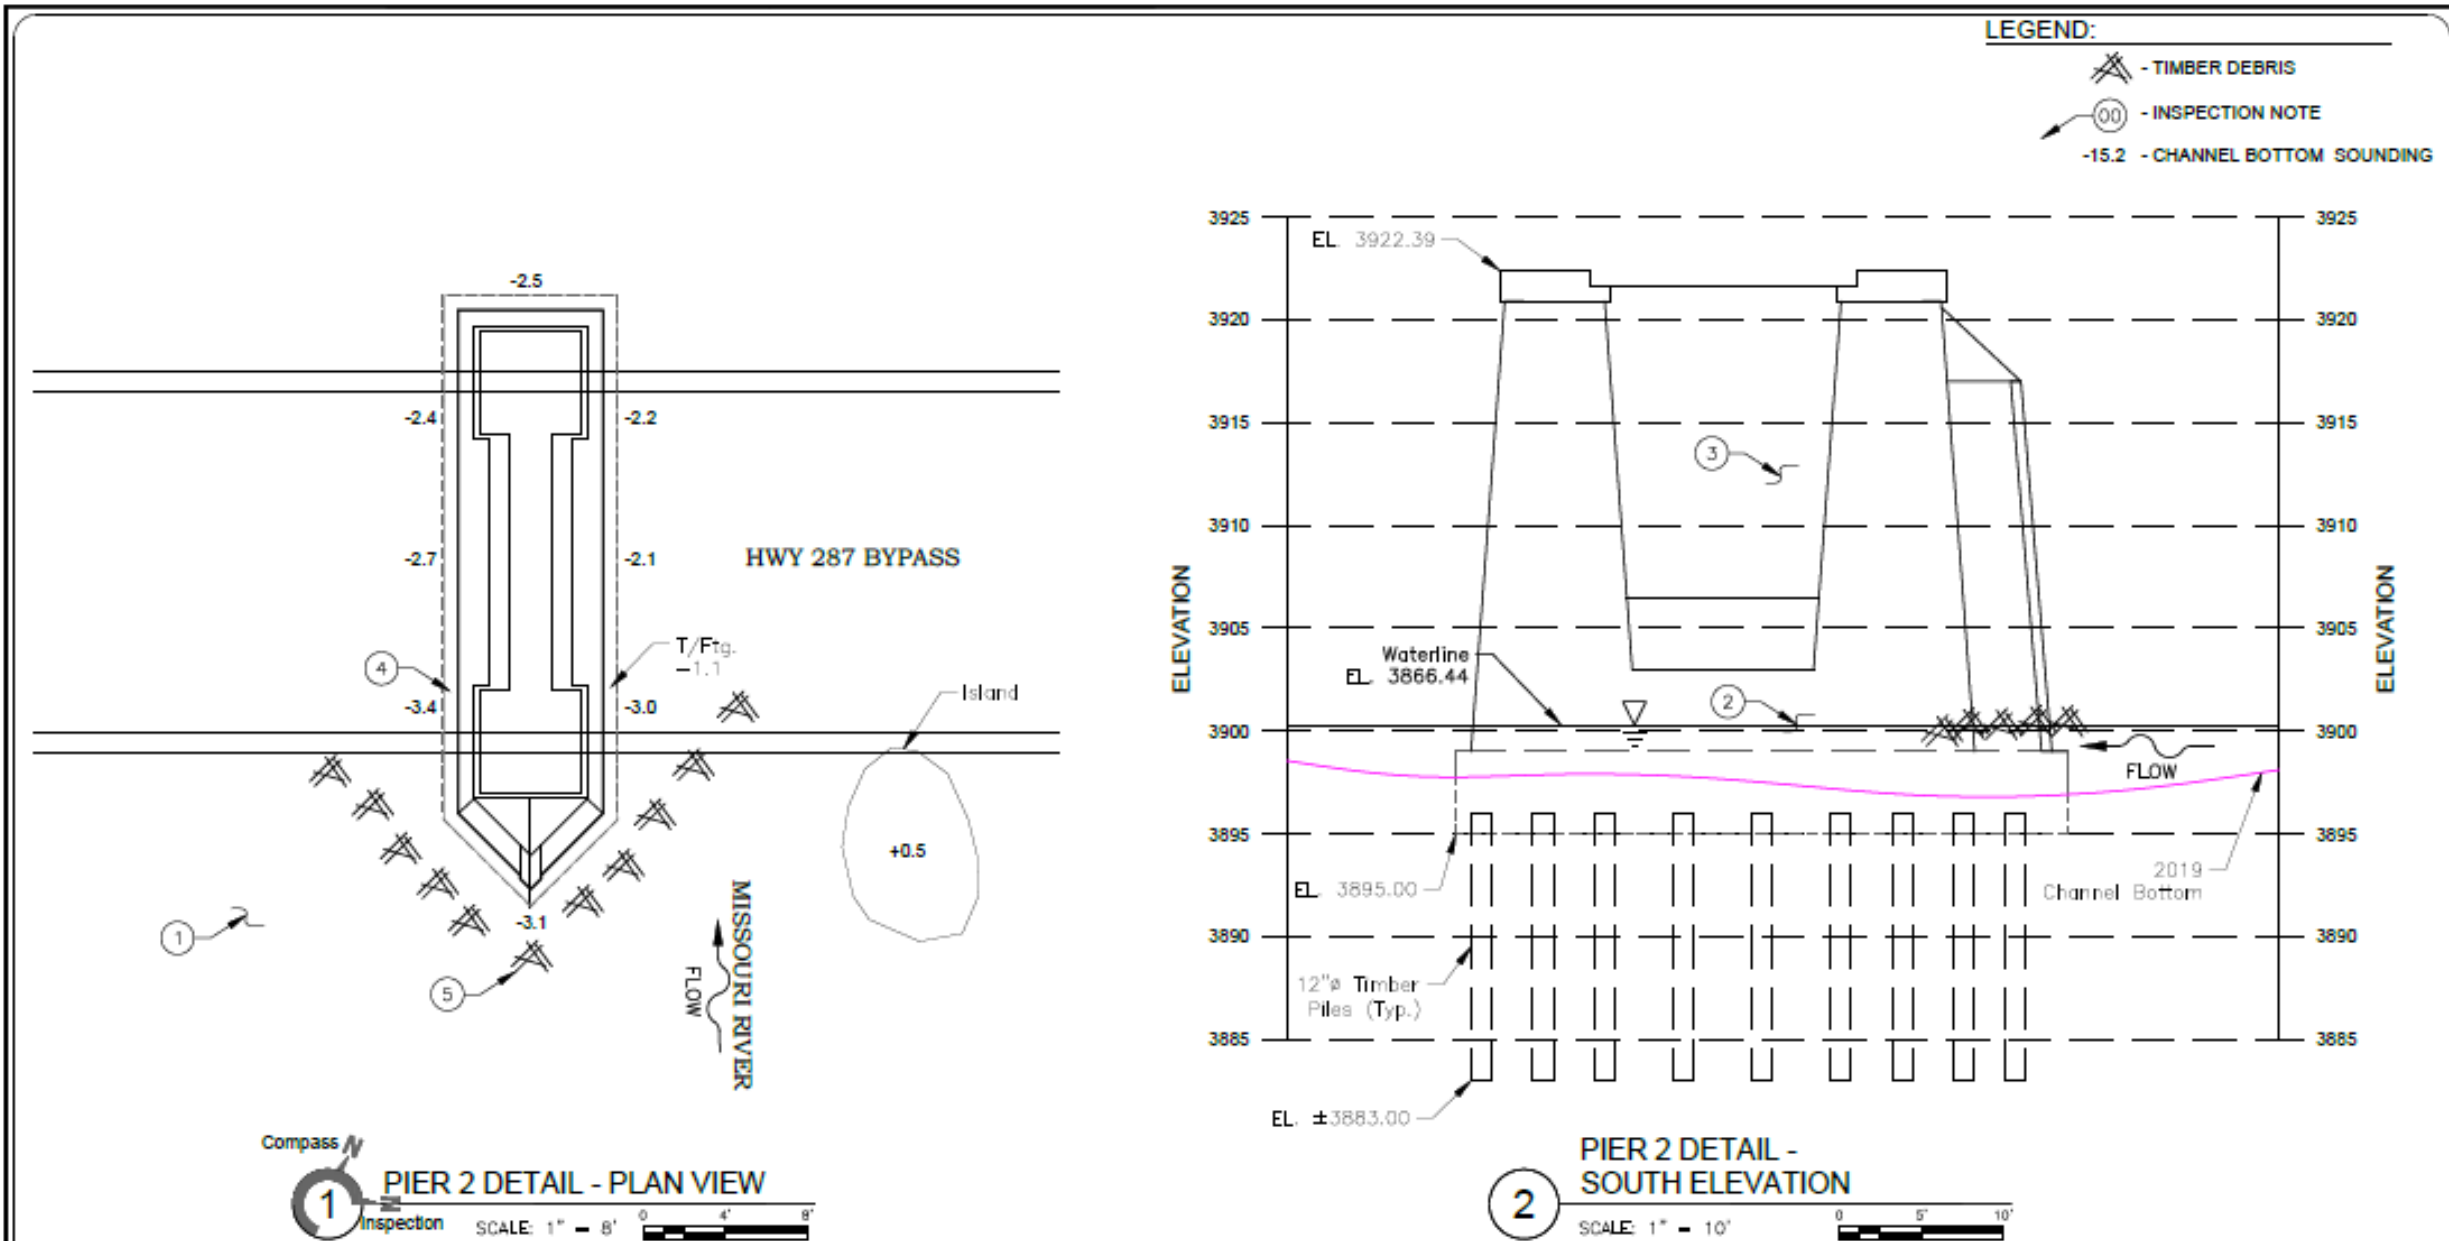 LEGEND:
- TIMBER DEBRIS
00 - INSPECTION NOTE
-15.2 - CHANNEL BOTTOM SOUNDING
-2.5
-2.4
-2.2
-2.7
-2.1
HWY 287 BYPASS
T/Ftg.
-1.1
4
-3.4
-3.0
Island
+0.5
-3.1
1
5
MISSOURI RIVER
FLOW
Compass N
N
Inspection
1
PIER 2 DETAIL - PLAN VIEW
SCALE: 1" = 8'
0 4' 8'
3925 3925
EL. 3922.39
3920 3920
3915 3915
3
3910 3910
ELEVATION ELEVATION
3905 3905
Waterline
EL. 3866.44
2
3900 3900
FLOW
3895 3895
2019
Channel Bottom
EL. 3895.00
3890 3890
12"ø Timber
Piles (Typ.)
3885 3885
EL. ±3883.00
2
PIER 2 DETAIL -
SOUTH ELEVATION
SCALE: 1" = 10'
0 5' 10'